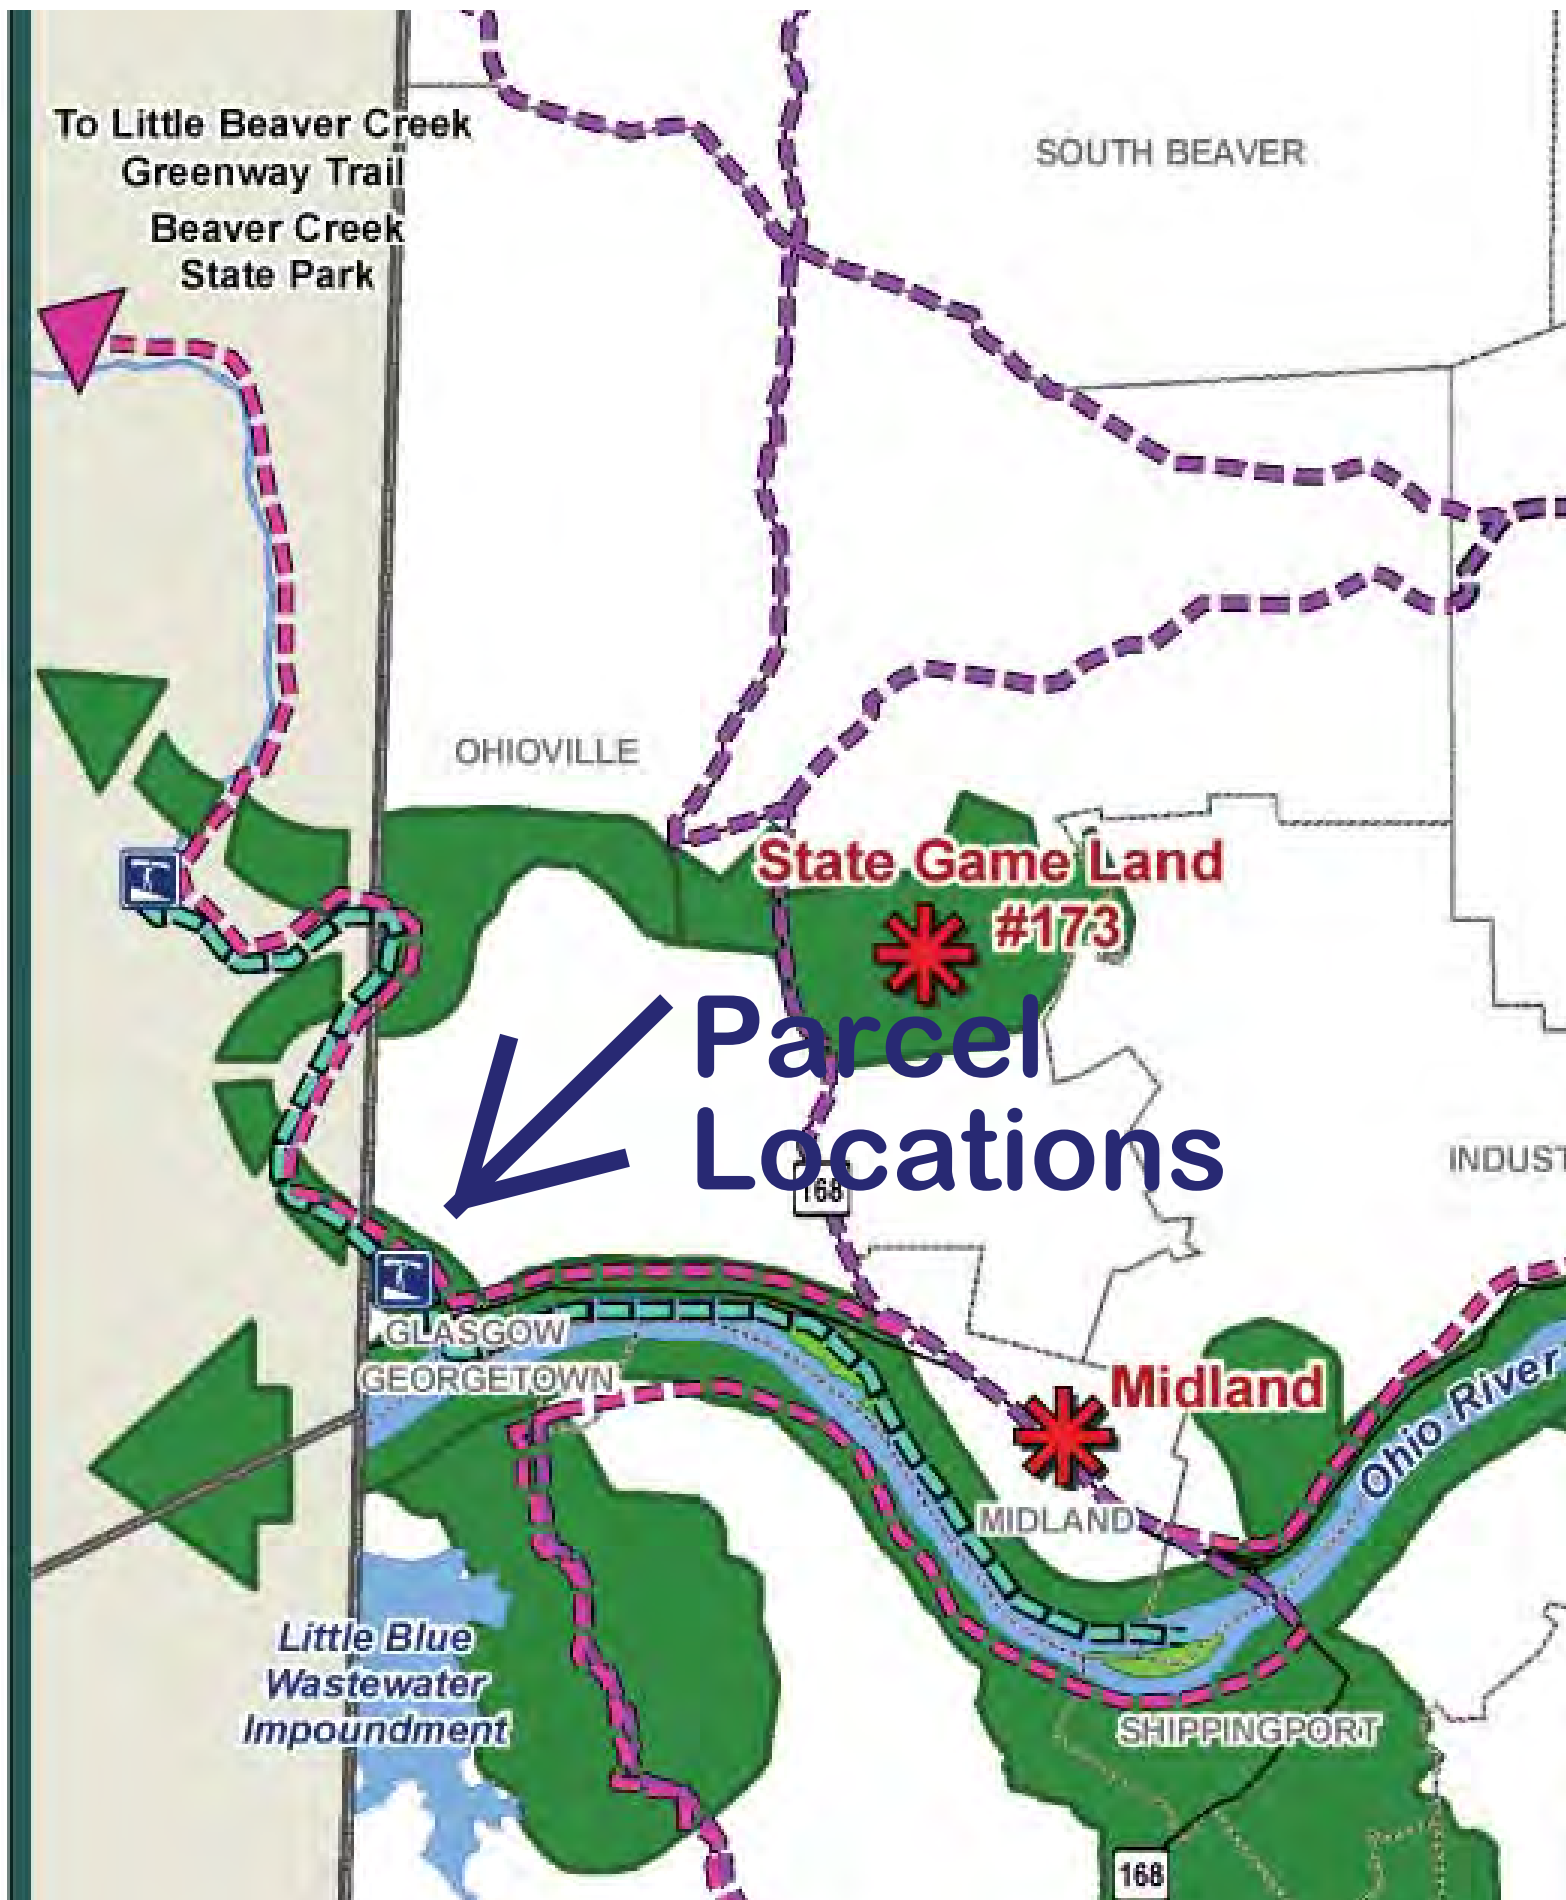 To Little Beaver Creek
Greenway Trail
Beaver Creek
State Park
SOUTH BEAVER
OHIOVILLE
State Game Land
#173
Parcel
Locations
168
INDUST
GLASGOW
GEORGETOWN
Midland
Ohio River
MIDLAND
Little Blue
Wastewater
Impoundment
SHIPPINGPORT
168